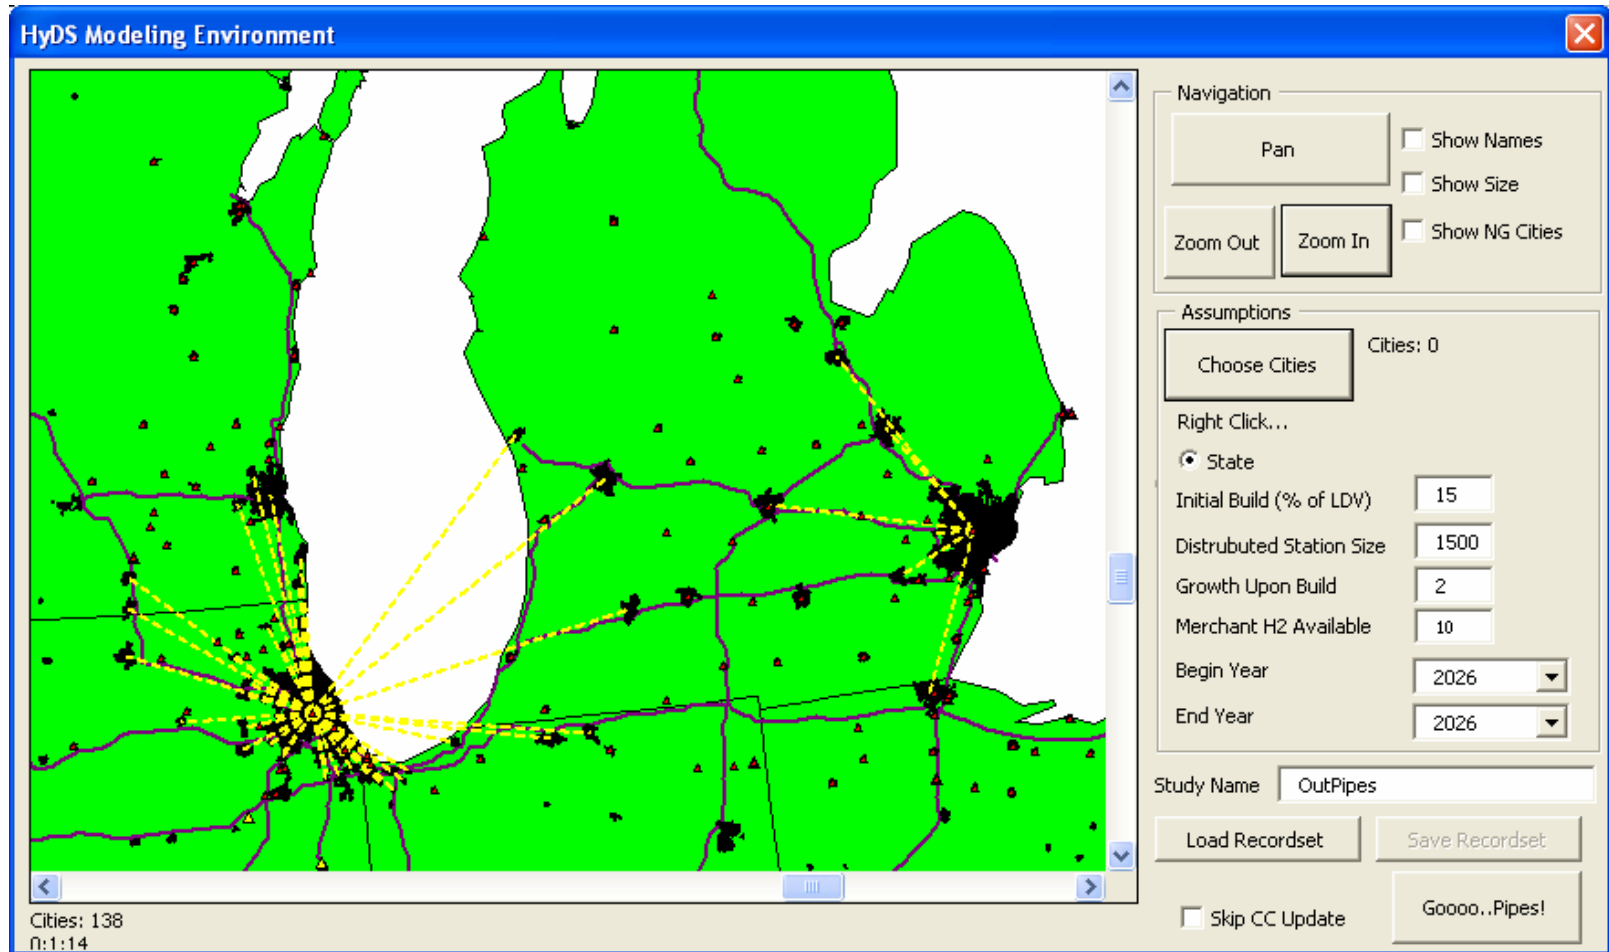 HyDS Modeling Environment
Navigation
Pan
Show Names
Show Size
Zoom Out
Zoom In
Show NG Cities
Assumptions
Choose Cities
Cities: 0
Right Click...
State
Initial Build (% of LDV)
15
Distrubuted Station Size
1500
Growth Upon Build
2
Merchant H2 Available
10
Begin Year
2026
End Year
2026
Study Name
OutPipes
Load Recordset
Save Recordset
Skip CC Update
Goooo..Pipes!
Cities: 138
0:1:14